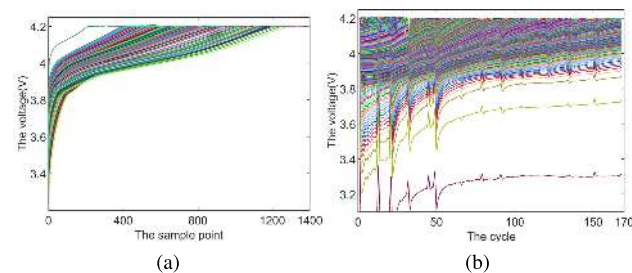 4.2
4
3.8
3.6
3.4
The voltage(V)
0 400 800 1200 1400
The sample point
(a)
4.2
4
3.8
3.6
3.4
3.2
The voltage(V)
0 50 100 150 170
The cycle
(b)